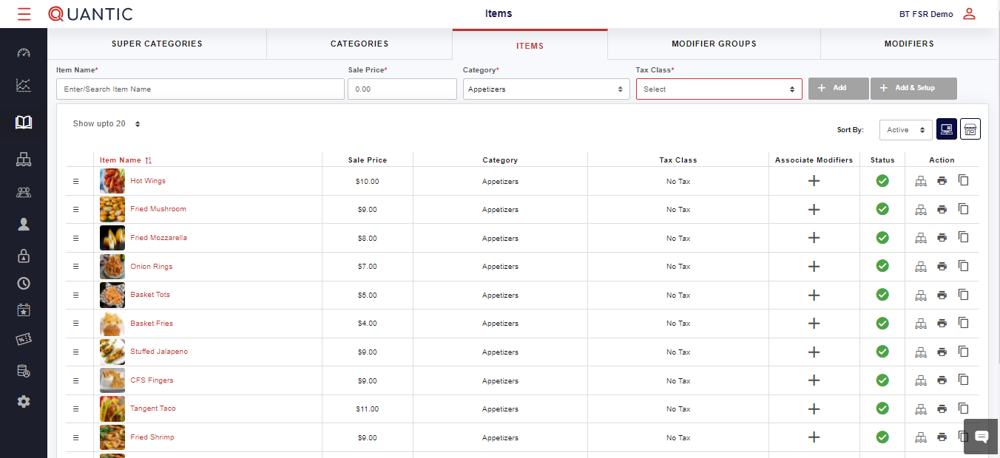 QUANTIC Items BT FSR Demo
SUPER CATEGORIES CATEGORIES ITEMS MODIFIER GROUPS MODIFIERS
Item Name* Sale Price* Category* Tax Class*
Enter/Search Item Name 0.00 Appetizers Select + Add + Add & Setup
Show upto 20
Sort By: Active
Item Name Sale Price Category Tax Class Associate Modifiers Status Action
Hot Wings $10.00 Appetizers No Tax
Fried Mushroom $9.00 Appetizers No Tax
Fried Mozzarella $8.00 Appetizers No Tax
Onion Rings $7.00 Appetizers No Tax
Basket Tots $5.00 Appetizers No Tax
Basket Fries $4.00 Appetizers No Tax
Stuffed Jalapeno $9.00 Appetizers No Tax
CFS Fingers $9.00 Appetizers No Tax
Tangent Taco $11.00 Appetizers No Tax
Fried Shrimp $9.00 Appetizers No Tax